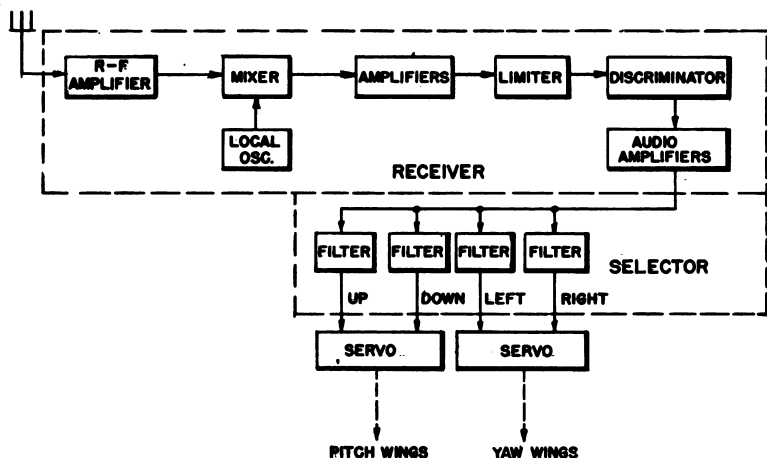 R-F
AMPLIFIER
MIXER
AMPLIFIERS
LIMITER
DISCRIMINATOR
LOCAL
OSC.
AUDIO
AMPLIFIERS
RECEIVER
FILTER
FILTER
FILTER
FILTER
SELECTOR
UP
DOWN
LEFT
RIGHT
SERVO
SERVO
PITCH WINGS
YAW WINGS